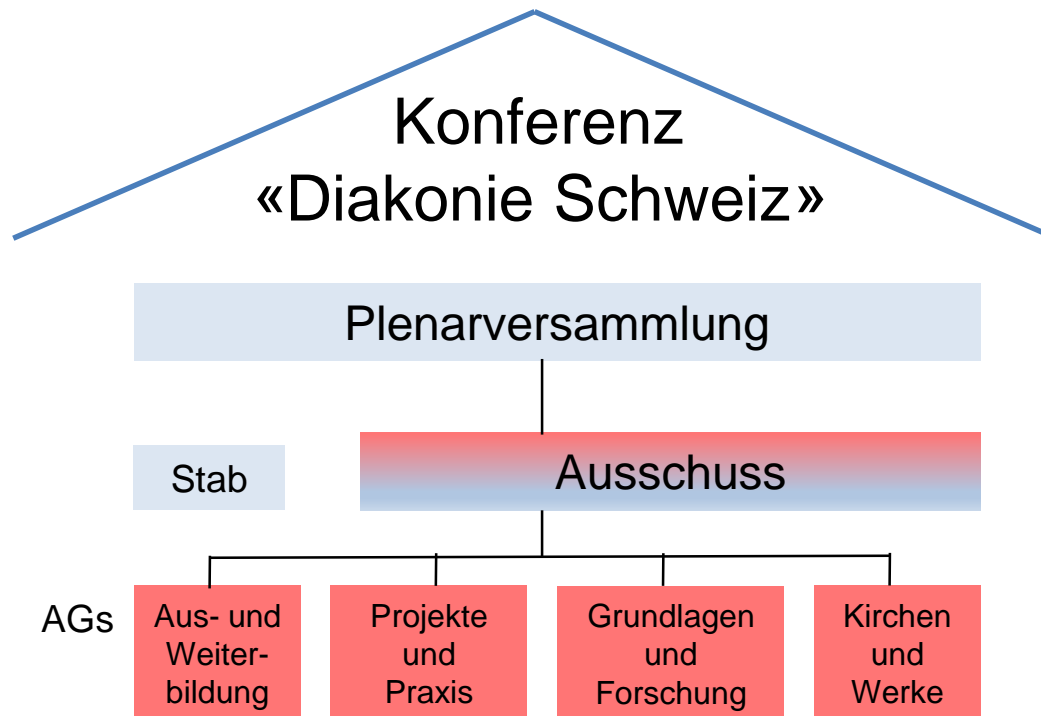 Konferenz
«Diakonie Schweiz»
Plenarversammlung
Stab
Ausschuss
AGs
Aus- und
Weiter-
bildung
Projekte
und
Praxis
Grundlagen
und
Forschung
Kirchen
und
Werke